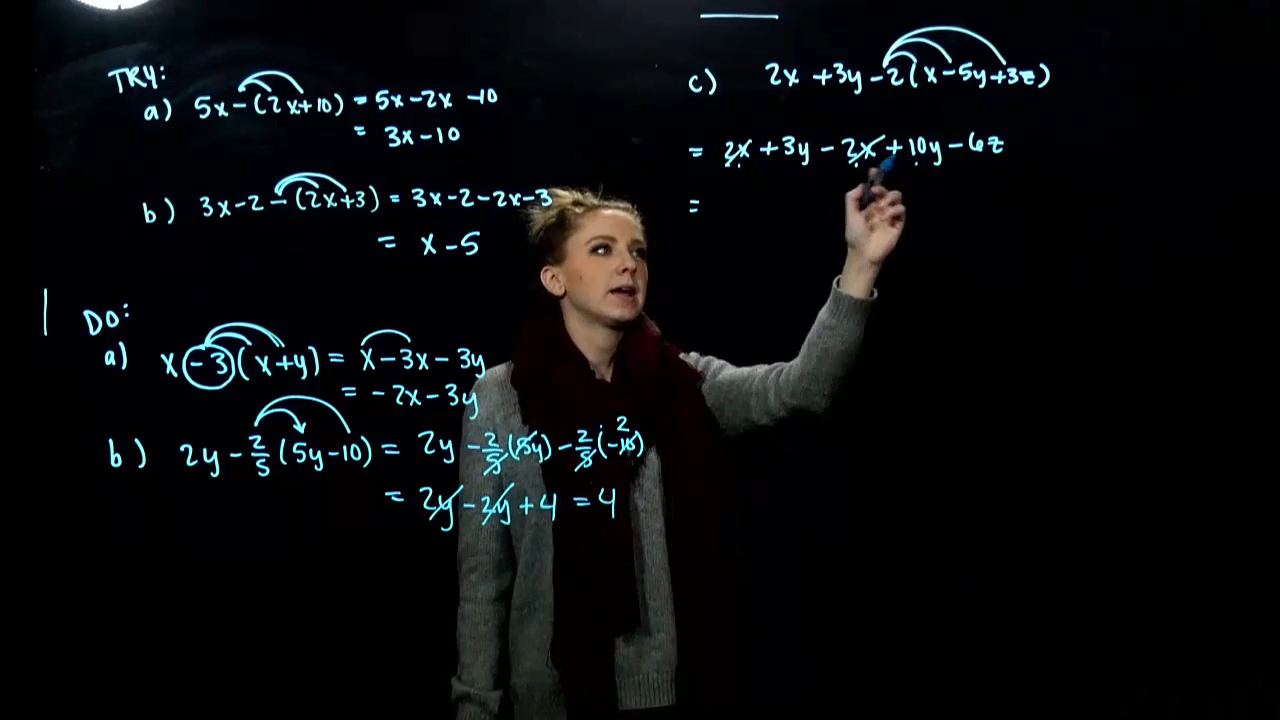 TRY:
a) 5x-(2x+10) = 5x-2x-10
= 3x-10
b) 3x-2-(2x+3) = 3x-2-2x-3
= x-5
DO:
a) x-3(x+y) = x-3x-3y
= -2x-3y
b) 2y-2/5(5y-10) = 2y-2/5(5y)-2/5(-10) 2
= 2y-2y+4 = 4
c) 2x+3y-2(x-5y+3z)
= 2x+3y-2x+10y-6z
=